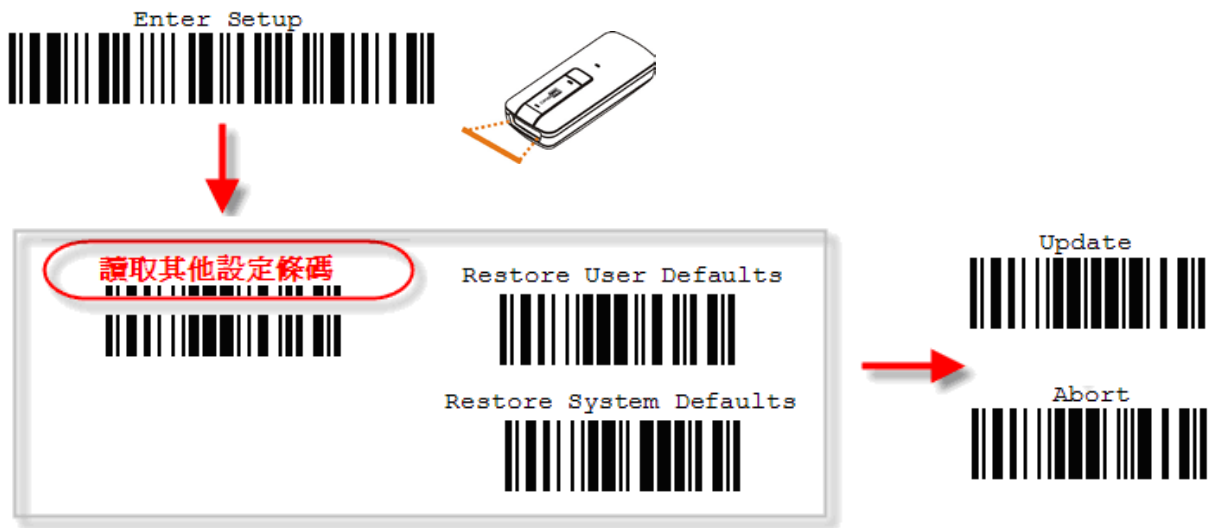 Enter Setup
讀取其他設定條碼
Restore User Defaults
Restore System Defaults
Update
Abort